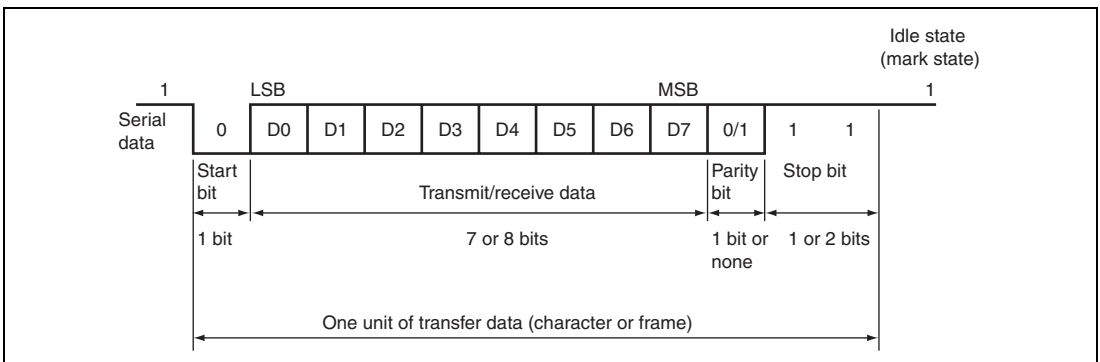 Idle state
(mark state)
1 LSB MSB 1
Serial
data
0 D0 D1 D2 D3 D4 D5 D6 D7 0/1 1 1
Start
bit
Transmit/receive data
Parity
bit
Stop bit
1 bit 7 or 8 bits 1 bit or
none
1 or 2 bits
One unit of transfer data (character or frame)